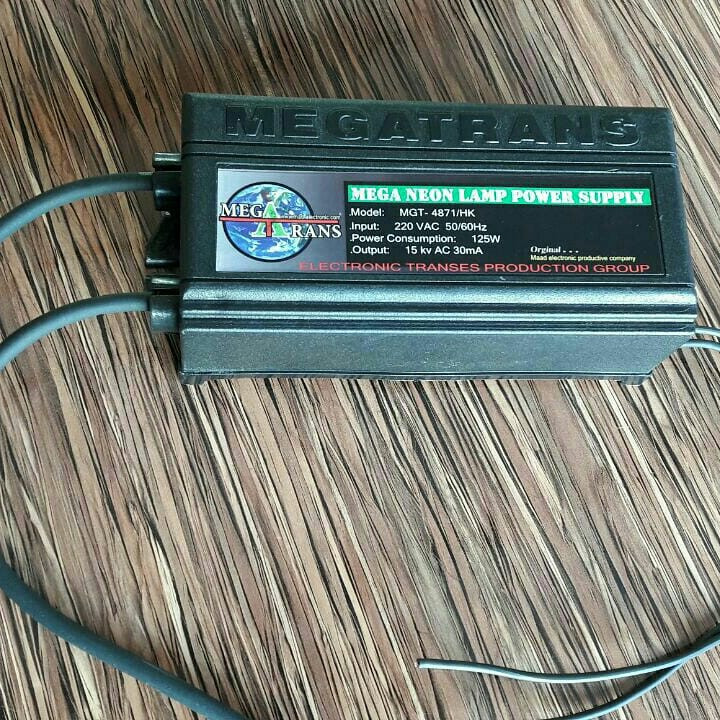 MEGATRANS
MEGA TRANS
MEGA NEON LAMP POWER SUPPLY
.Model: MGT- 4871/HK
.Input: 220 VAC 50/60Hz
.Power Consumption: 125W
.Output: 15 kv AC 30mA
Orginal . . .
Maad electronic productive company
ELECTRONIC TRANSES PRODUCTION GROUP